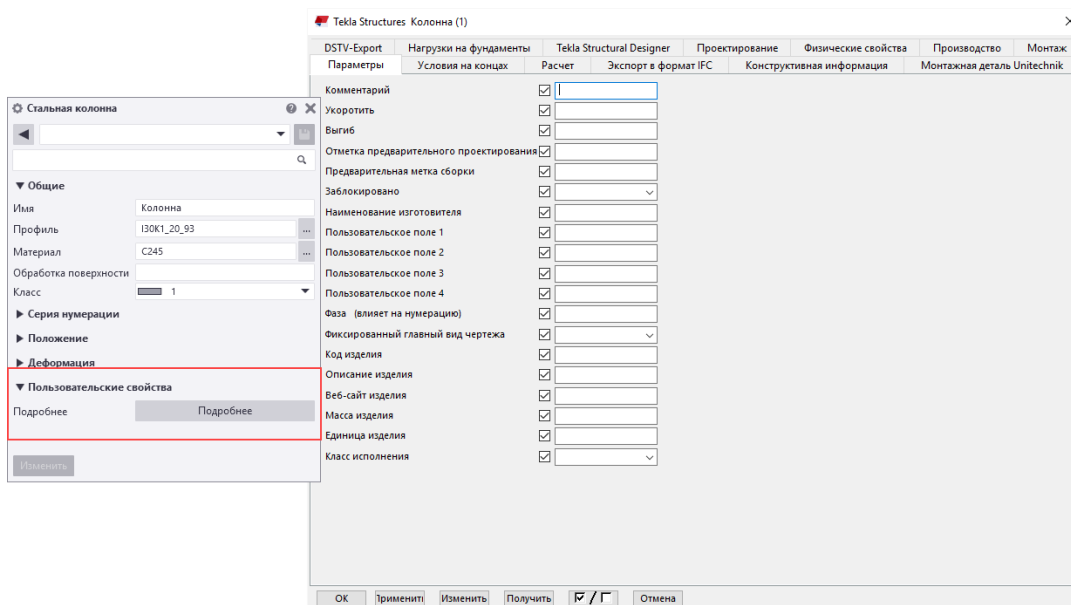 Tekla Structures Колонна (1)
DSTV-Export Нагрузки на фундаменты Tekla Structural Designer Проектирование Физические свойства Производство Монтаж
Параметры Условия на концах Расчет Экспорт в формат IFC Конструктивная информация Монтажная деталь Unitechnik
Комментарий
Укоротить
Выгиб
Отметка предварительного проектирования
Предварительная метка сборки
Заблокировано
Наименование изготовителя
Пользовательское поле 1
Пользовательское поле 2
Пользовательское поле 3
Пользовательское поле 4
Фаза (влияет на нумерацию)
Фиксированный главный вид чертежа
Код изделия
Описание изделия
Веб-сайт изделия
Масса изделия
Единица изделия
Класс исполнения
OK Применить Изменить Получить / Отмена
Стальная колонна
Общие
Имя Колонна
Профиль I30K1_20_93 ...
Материал C245 ...
Обработка поверхности
Класс 1
Серия нумерации
Положение
Деформация
Пользовательские свойства
Подробнее Подробнее
Изменить